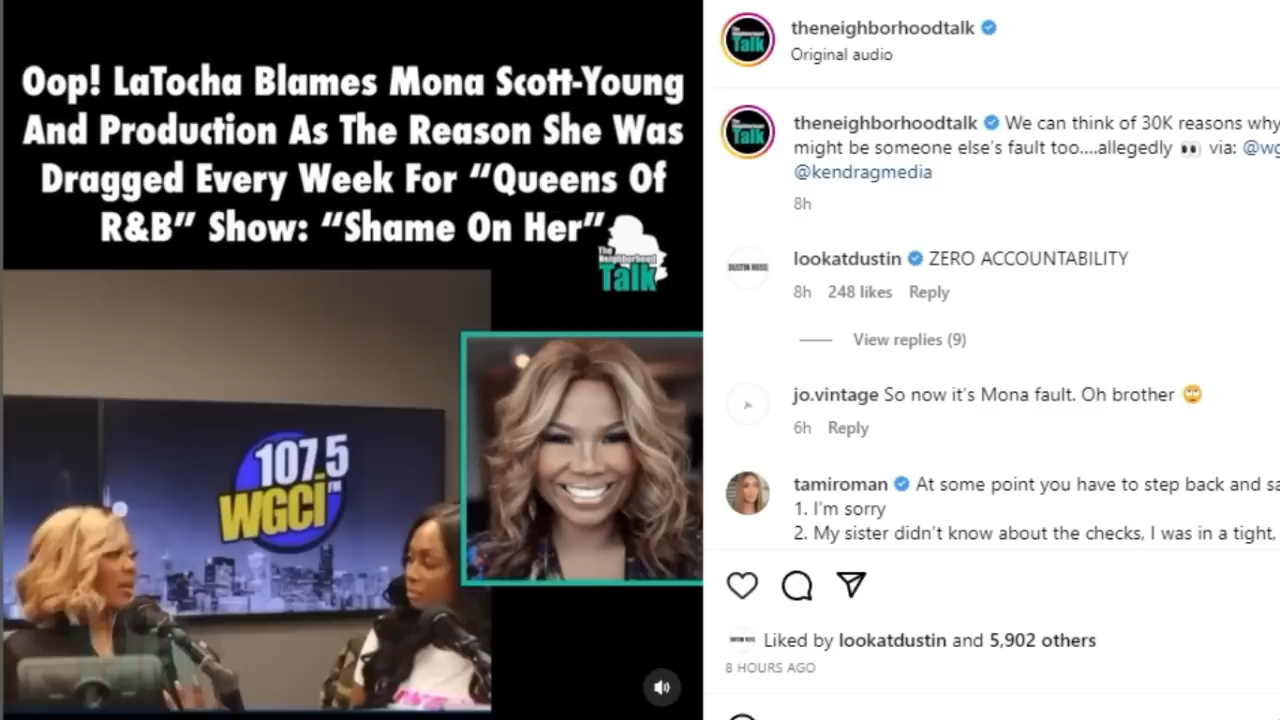 Oop! LaTocha Blames Mona Scott-Young
And Production As The Reason She Was
Dragged Every Week For “Queens Of
R&B” Show: “Shame On Her”
The
Neighborhood
Talk
107.5
WGCI FM
theneighborhoodtalk
Original audio
theneighborhoodtalk We can think of 30K reasons why
might be someone else’s fault too....allegedly 👀 via: @wg
@kendragmedia
8h
lookatdustin ZERO ACCOUNTABILITY
8h 248 likes Reply
View replies (9)
jo.vintage So now it’s Mona fault. Oh brother 🙄
6h Reply
tamiroman At some point you have to step back and sa
1. I’m sorry
2. My sister didn’t know about the checks, I was in a tight,
Liked by lookatdustin and 5,902 others
8 HOURS AGO